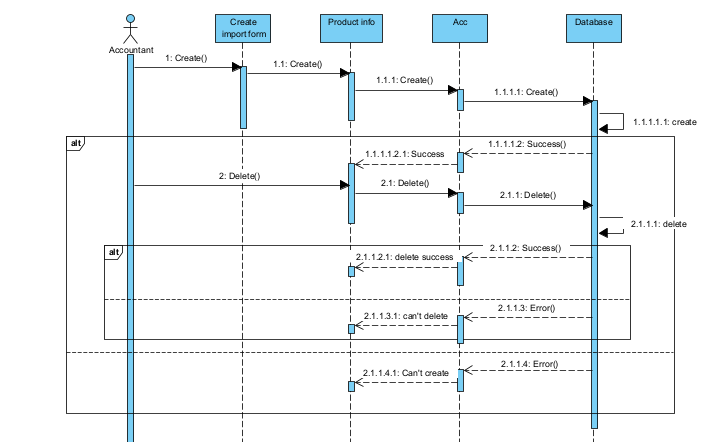 Accountant
Create
import form
Product info
Acc
Database
1: Create()
1.1: Create()
1.1.1: Create()
1.1.1.1: Create()
1.1.1.1.1: create
alt
1.1.1.1.2: Success()
1.1.1.1.2.1: Success
2: Delete()
2.1: Delete()
2.1.1: Delete()
2.1.1.1: delete
alt
2.1.1.2: Success()
2.1.1.2.1: delete success
2.1.1.3: Error()
2.1.1.3.1: can't delete
2.1.1.4: Error()
2.1.1.4.1: Can't create